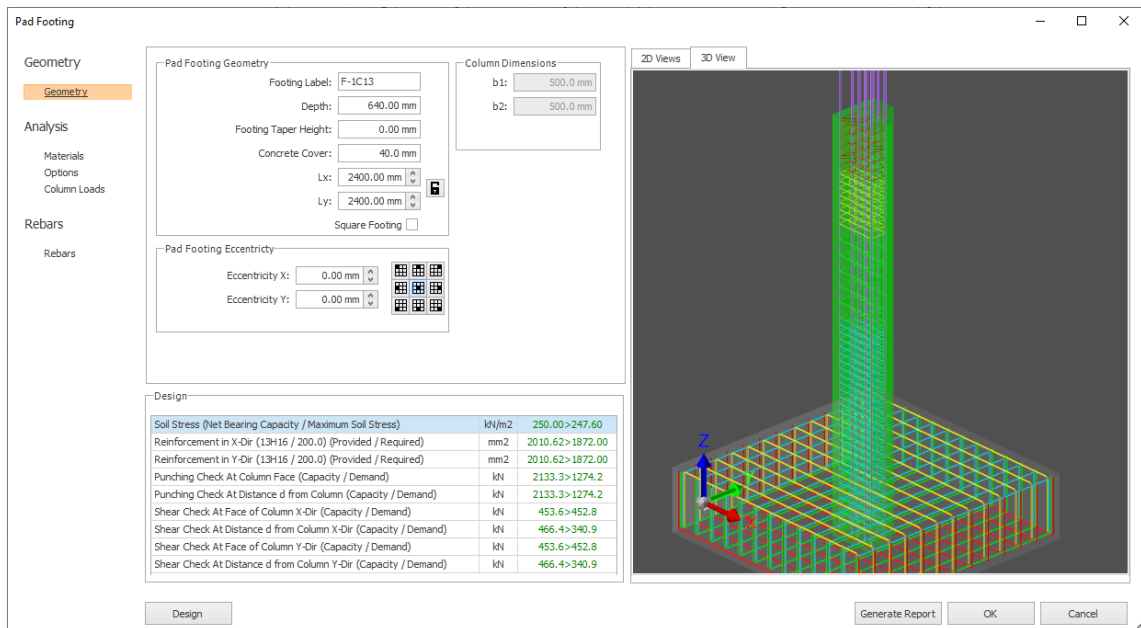 Pad Footing
Geometry
Geometry
Analysis
Materials
Options
Column Loads
Rebars
Rebars
Pad Footing Geometry
Footing Label: F-1C13
Depth: 640.00 mm
Footing Taper Height: 0.00 mm
Concrete Cover: 40.0 mm
Lx: 2400.00 mm
Ly: 2400.00 mm
Square Footing
Column Dimensions
b1: 500.0 mm
b2: 500.0 mm
Pad Footing Eccentricity
Eccentricity X: 0.00 mm
Eccentricity Y: 0.00 mm
Design
Soil Stress (Net Bearing Capacity / Maximum Soil Stress) kN/m2 250.00>247.60
Reinforcement in X-Dir (13H16 / 200.0) (Provided / Required) mm2 2010.62>1872.00
Reinforcement in Y-Dir (13H16 / 200.0) (Provided / Required) mm2 2010.62>1872.00
Punching Check At Column Face (Capacity / Demand) kN 2133.3>1274.2
Punching Check At Distance d from Column (Capacity / Demand) kN 2133.3>1274.2
Shear Check At Face of Column X-Dir (Capacity / Demand) kN 453.6>452.8
Shear Check At Distance d from Column X-Dir (Capacity / Demand) kN 466.4>340.9
Shear Check At Face of Column Y-Dir (Capacity / Demand) kN 453.6>452.8
Shear Check At Distance d from Column Y-Dir (Capacity / Demand) kN 466.4>340.9
2D Views 3D View
Z
Y
X
Design Generate Report OK Cancel